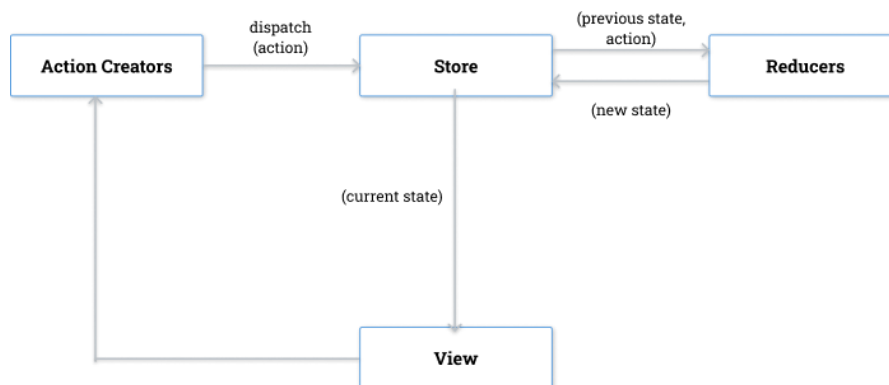 dispatch
(action)
(previous state,
action)
Action Creators
Store
Reducers
(new state)
(current state)
View